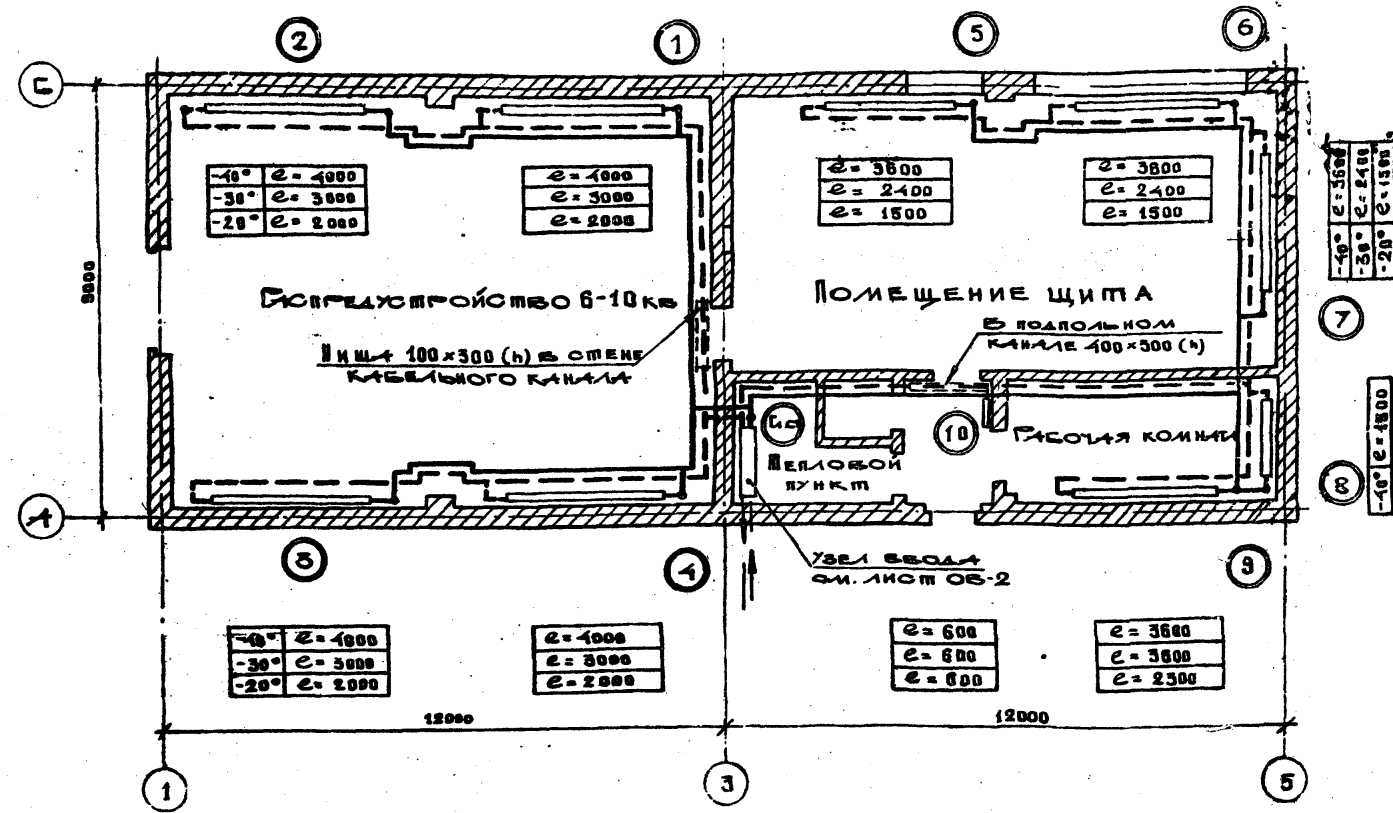 2
1
5
6
-40° e = 4000
-30° e = 3000
-20° e = 2000
e = 4000
e = 3000
e = 2000
e = 3600
e = 2400
e = 1500
e = 3600
e = 2400
e = 1500
-40° e = 3600
-30° e = 2400
-20° e = 1500
9000
РАСПРЕДУСТРОЙСТВО 6-10 КВ
ПОМЕЩЕНИЕ ЩИТА
7
НИША 100×300 (h) В СТЕНЕ
КАБЕЛЬНОГО КАНАЛА
В ПОДПОЛЬНОМ
КАНАЛЕ 400×300 (h)
10
РАБОЧАЯ КОМНАТА
ТЕПЛОВОЙ
ПУНКТ
8
-40° e = 1800
А
3
4
УЗЕЛ ВВОДА
СМ. ЛИСТ ОВ-2
9
-40° e = 4000
-30° e = 3000
-20° e = 2000
e = 4000
e = 3000
e = 2000
e = 600
e = 600
e = 600
e = 3600
e = 3600
e = 2300
12000
12000
1
3
5